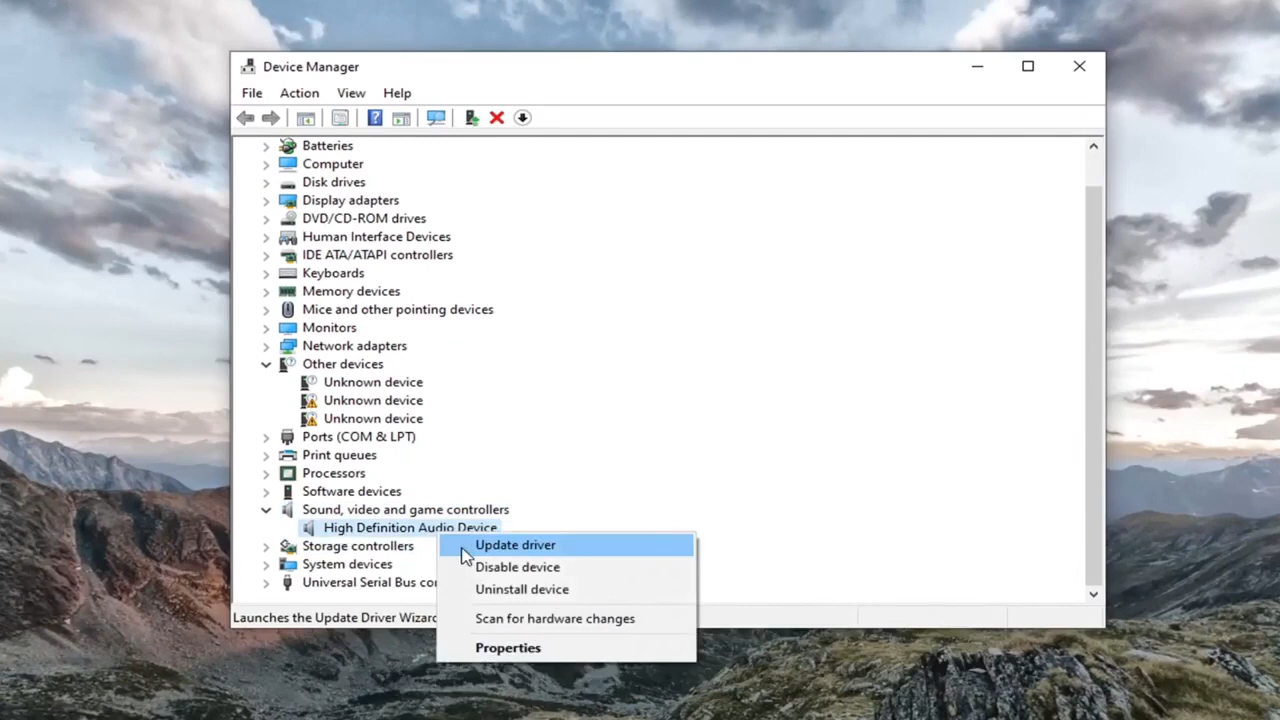 Device Manager
File Action View Help
Batteries
Computer
Disk drives
Display adapters
DVD/CD-ROM drives
Human Interface Devices
IDE ATA/ATAPI controllers
Keyboards
Memory devices
Mice and other pointing devices
Monitors
Network adapters
Other devices
Unknown device
Unknown device
Unknown device
Ports (COM & LPT)
Print queues
Processors
Software devices
Sound, video and game controllers
High Definition Audio Device
Storage controllers
System devices
Universal Serial Bus co
Update driver
Disable device
Uninstall device
Scan for hardware changes
Properties
Launches the Update Driver Wizard